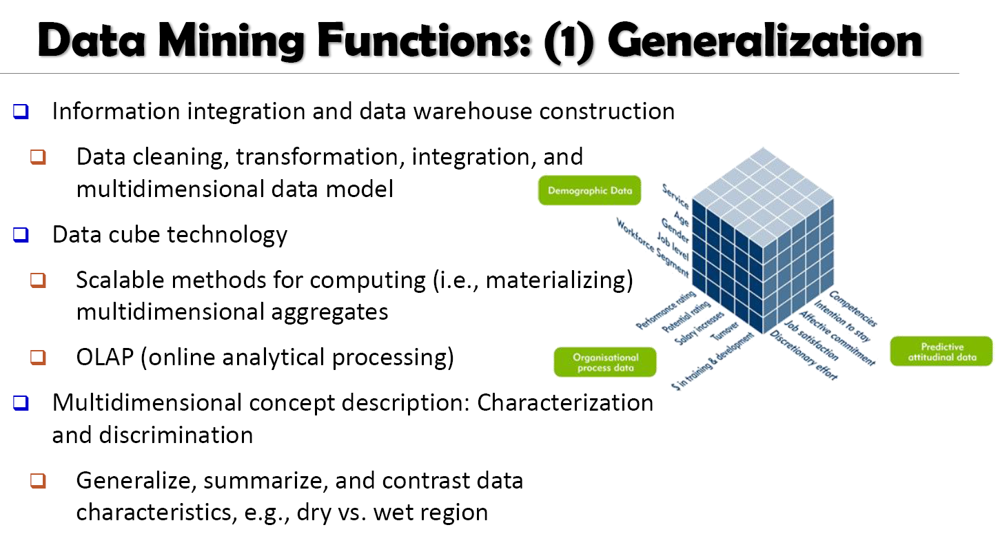 Data Mining Functions: (1) Generalization
Information integration and data warehouse construction
Data cleaning, transformation, integration, and
multidimensional data model
Data cube technology
Scalable methods for computing (i.e., materializing)
multidimensional aggregates
OLAP (online analytical processing)
Multidimensional concept description: Characterization
and discrimination
Generalize, summarize, and contrast data
characteristics, e.g., dry vs. wet region
Demographic Data
Service
Age
Gender
Job level
Workforce Segment
Performance rating
Potential rating
Salary increases
Turnover
$ in training & development
Organisational
process data
Competencies
Intention to stay
Affective commitment
Job satisfaction
Discretionary effort
Predictive
attitudinal data